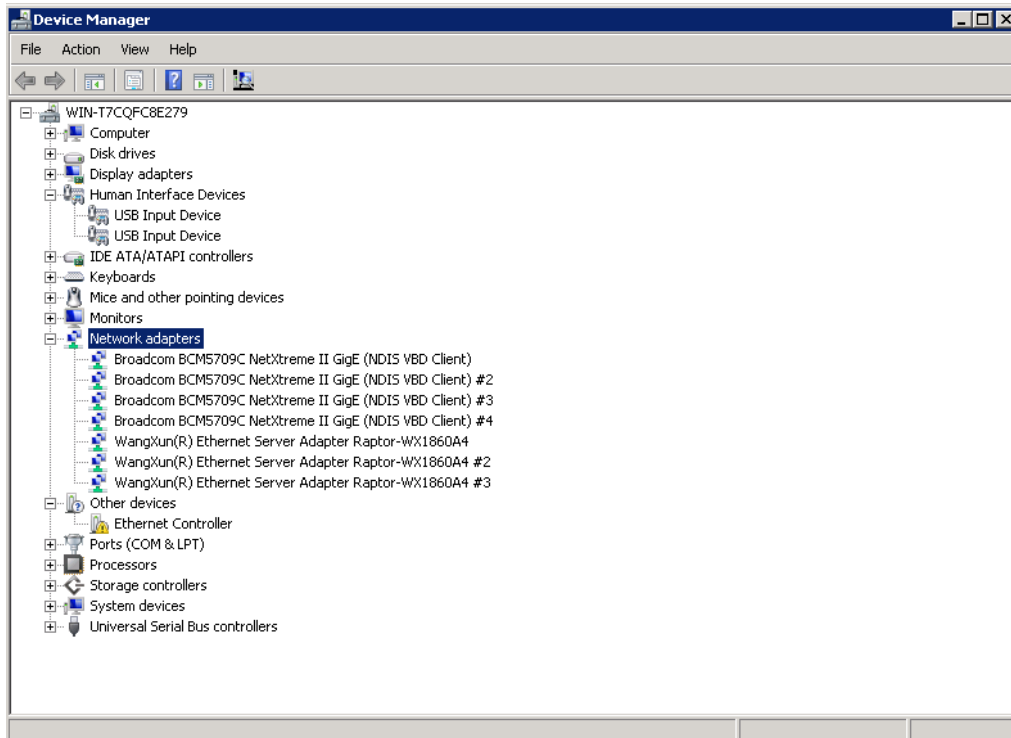 Device Manager
File Action View Help
WIN-T7CQFC8E279
Computer
Disk drives
Display adapters
Human Interface Devices
USB Input Device
USB Input Device
IDE ATA/ATAPI controllers
Keyboards
Mice and other pointing devices
Monitors
Network adapters
Broadcom BCM5709C NetXtreme II GigE (NDIS VBD Client)
Broadcom BCM5709C NetXtreme II GigE (NDIS VBD Client) #2
Broadcom BCM5709C NetXtreme II GigE (NDIS VBD Client) #3
Broadcom BCM5709C NetXtreme II GigE (NDIS VBD Client) #4
WangXun(R) Ethernet Server Adapter Raptor-WX1860A4
WangXun(R) Ethernet Server Adapter Raptor-WX1860A4 #2
WangXun(R) Ethernet Server Adapter Raptor-WX1860A4 #3
Other devices
Ethernet Controller
Ports (COM & LPT)
Processors
Storage controllers
System devices
Universal Serial Bus controllers